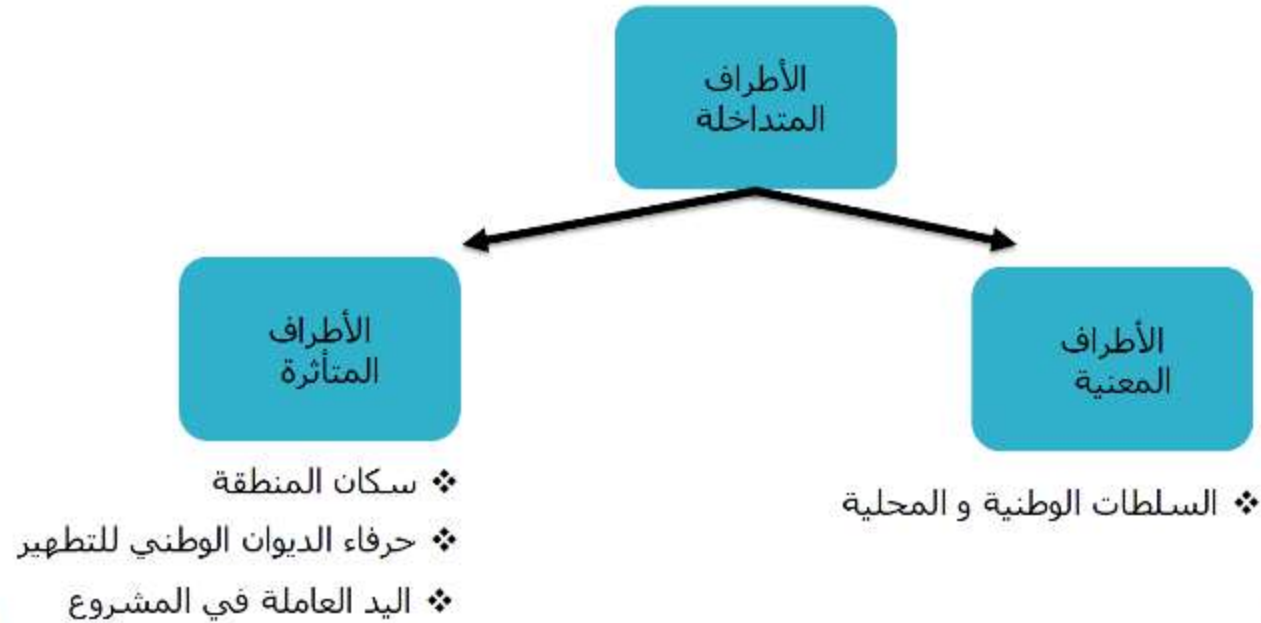 الأطراف
المتداخلة
الأطراف
المعنية
❖ السلطات الوطنية و المحلية
الأطراف
المتأثرة
❖ سكان المنطقة
❖ حرفاء الديوان الوطني للتطهير
❖ اليد العاملة في المشروع